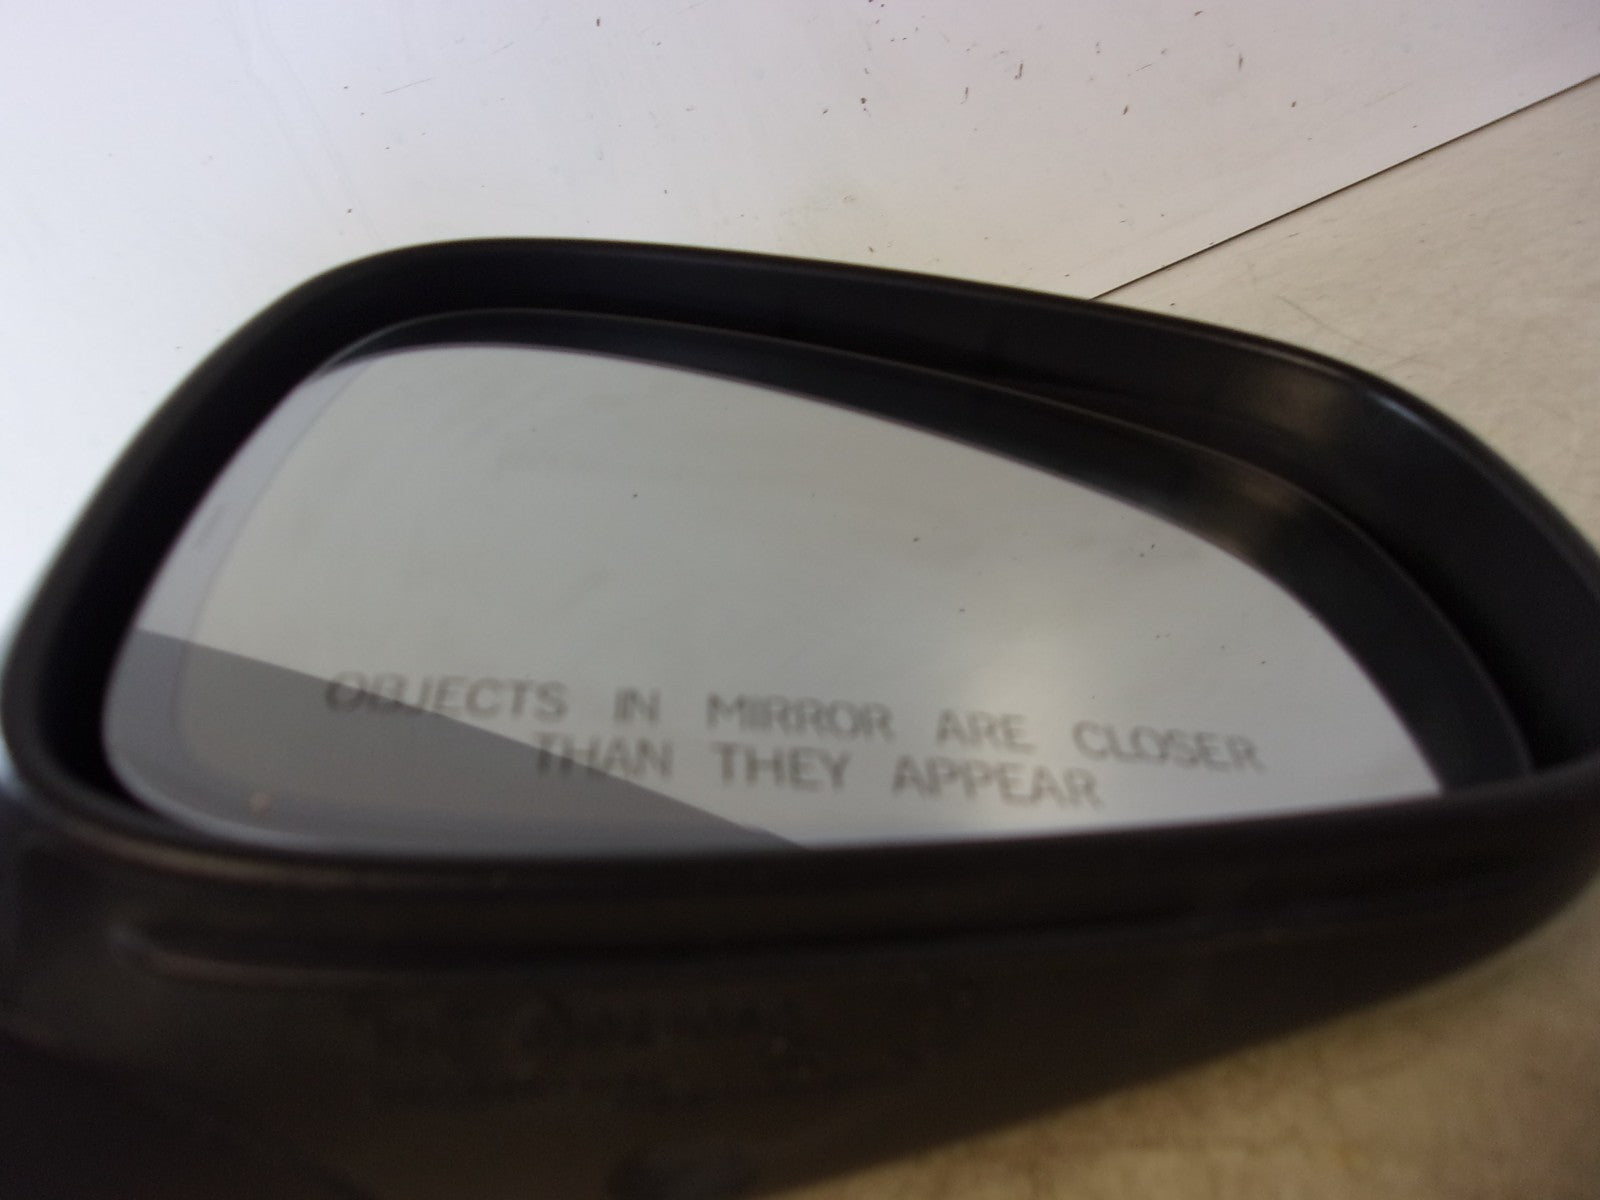 OBJECTS IN MIRROR ARE CLOSER
THAN THEY APPEAR